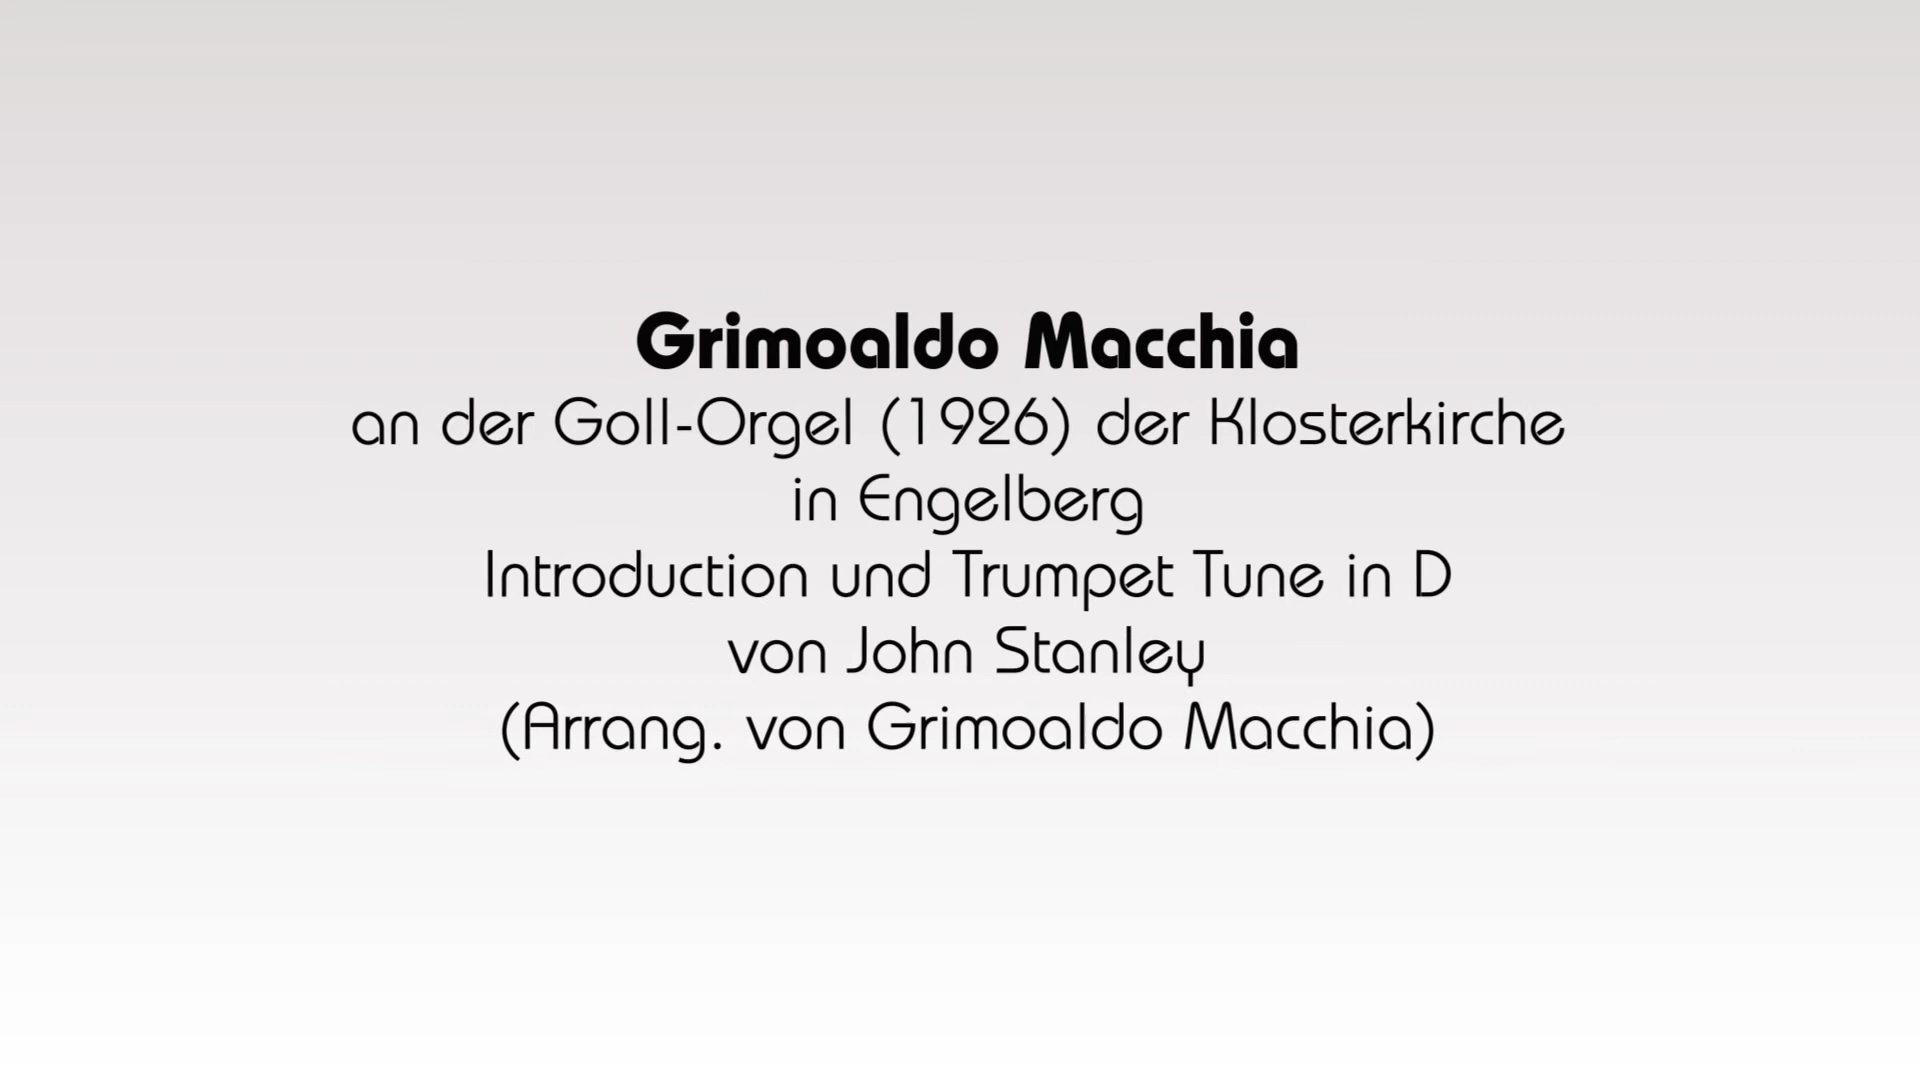 Grimoaldo Macchia
an der Goll-Orgel (1926) der Klosterkirche
in Engelberg
Introduction und Trumpet Tune in D
von John Stanley
(Arrang. von Grimoaldo Macchia)